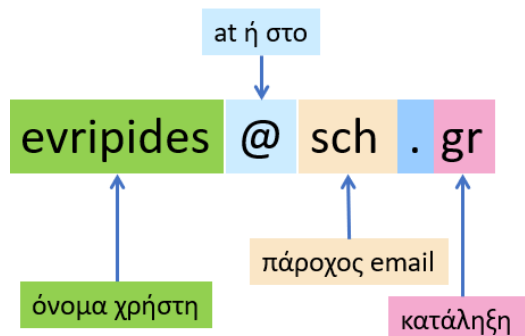 at ή στο
evripides @ sch . gr
πάροχος email
όνομα χρήστη
κατάληξη